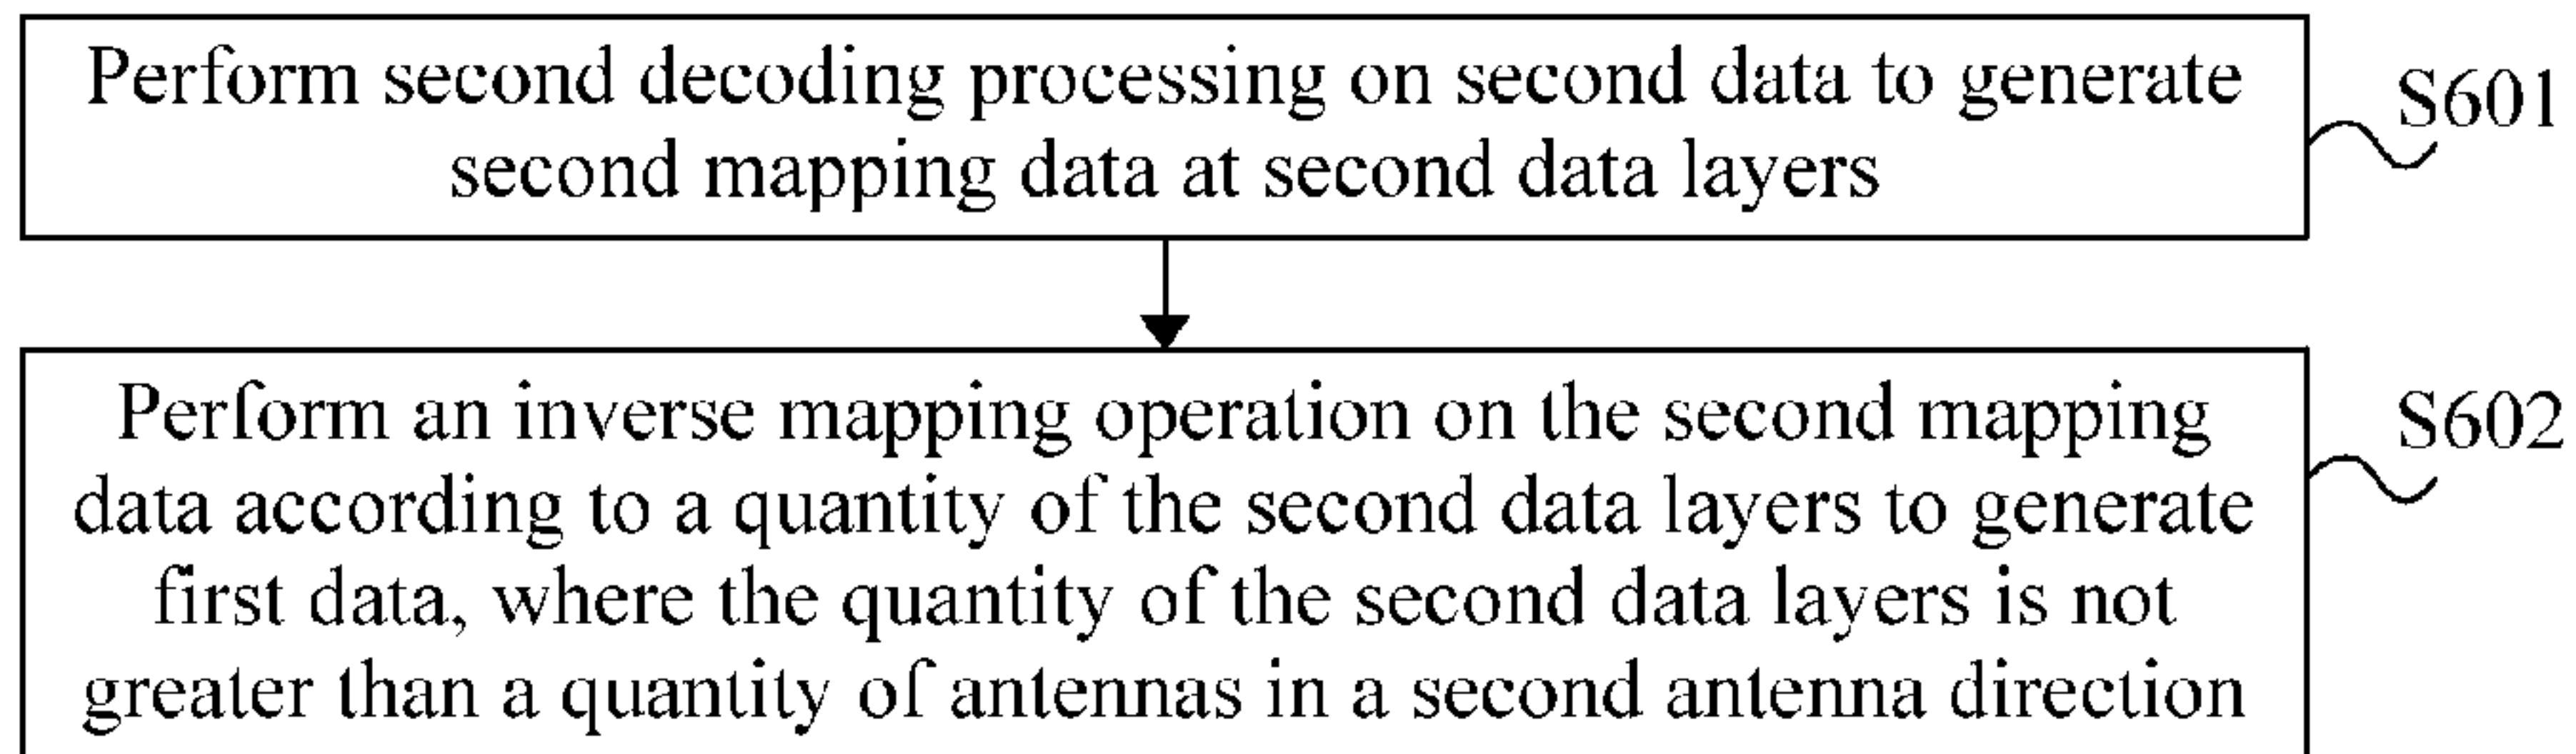 Perform second decoding processing on second data to generate
second mapping data at second data layers
S601
Perform an inverse mapping operation on the second mapping
data according to a quantity of the second data layers to generate
first data, where the quantity of the second data layers is not
greater than a quantity of antennas in a second antenna direction
S602